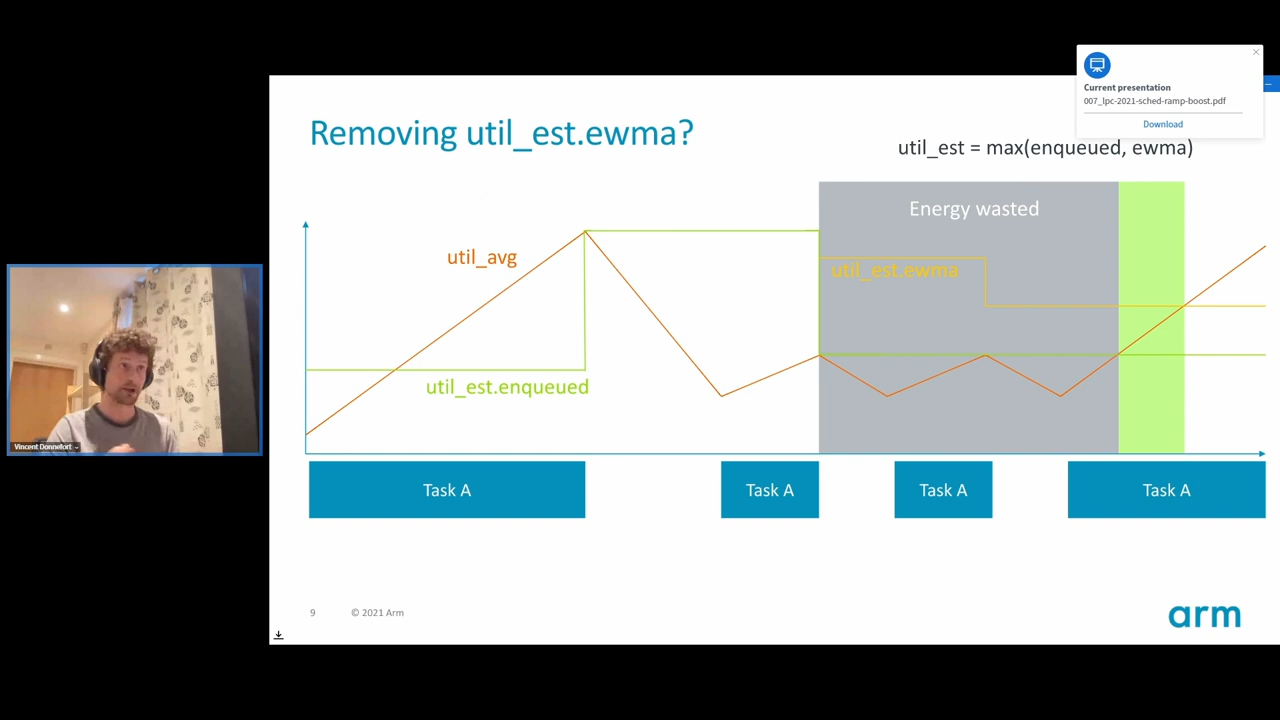 Current presentation
007_lpc-2021-sched-ramp-boost.pdf
Download
Removing util_est.ewma?
util_est = max(enqueued, ewma)
Energy wasted
util_avg
util_est.ewma
util_est.enqueued
Vincent Donnefort
Task A
Task A
Task A
Task A
9
© 2021 Arm
arm